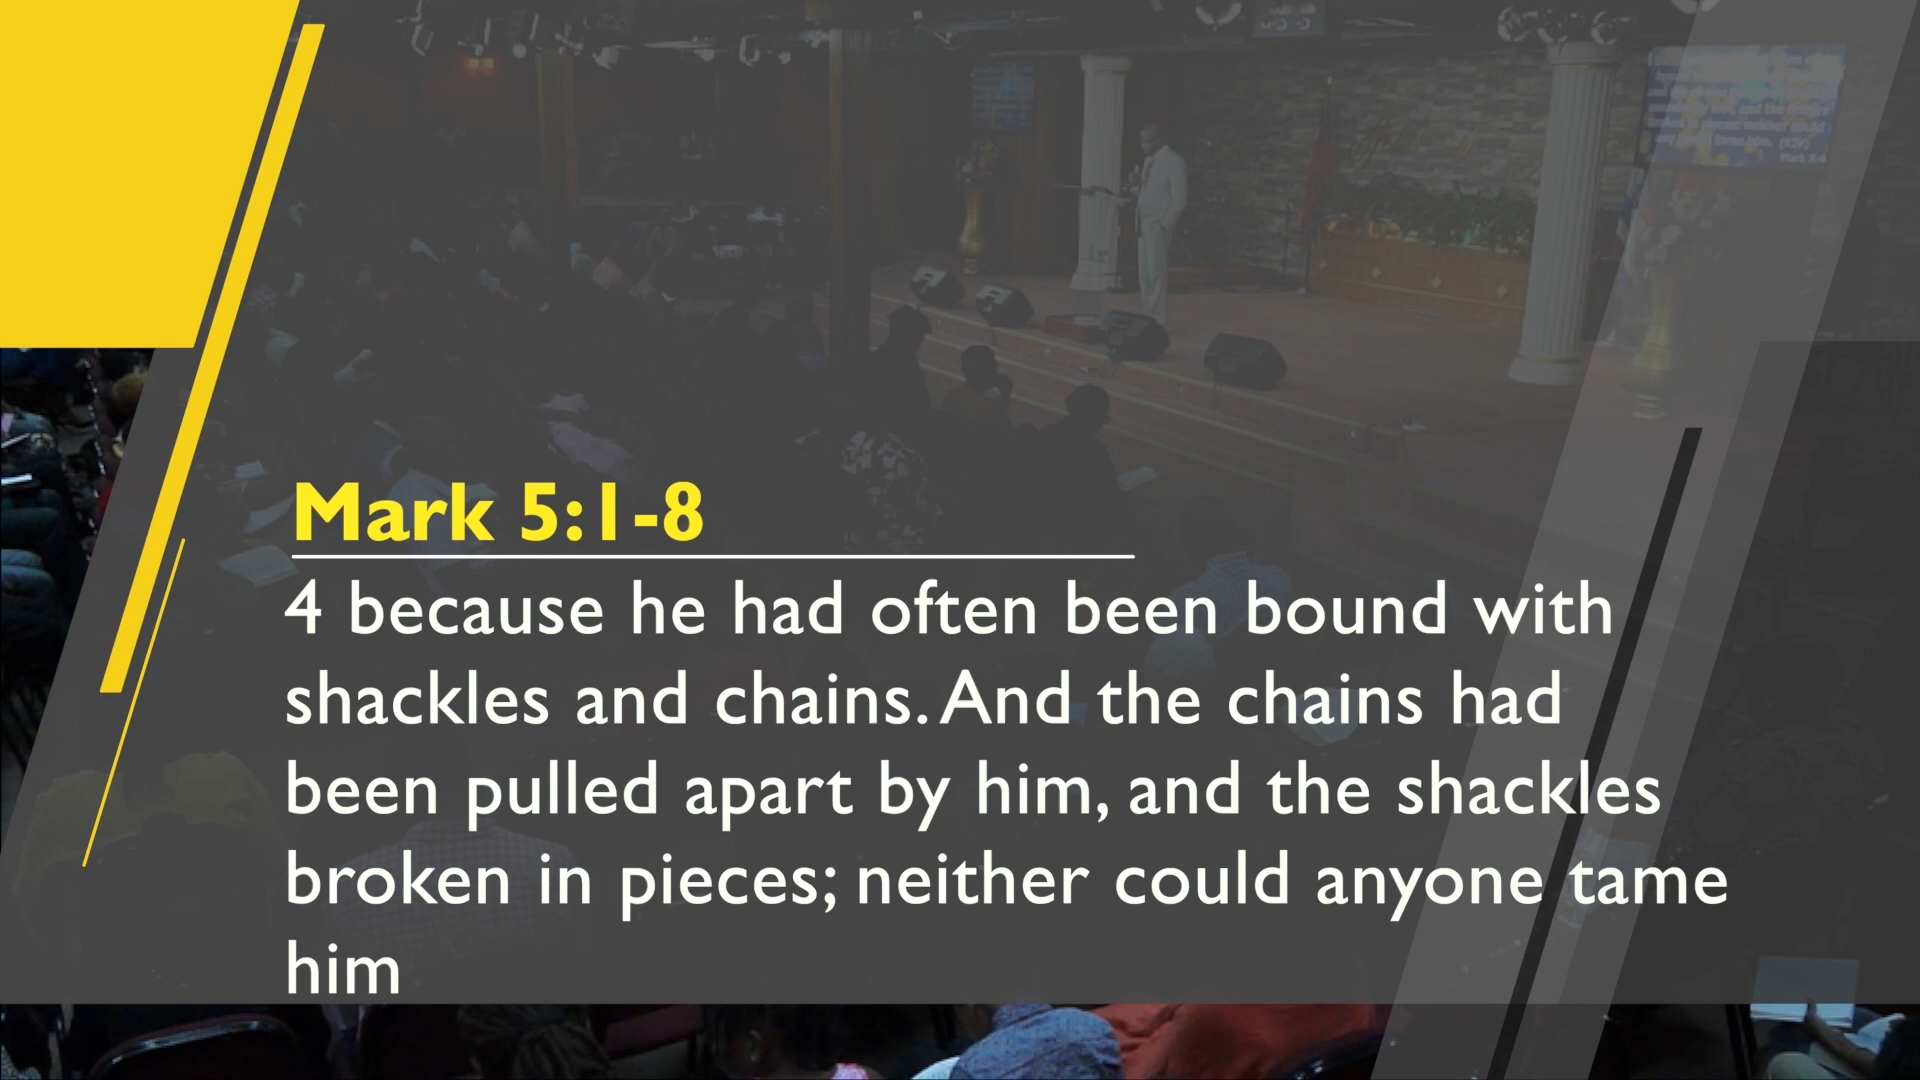 Mark 5:1-8
4 because he had often been bound with
shackles and chains. And the chains had
been pulled apart by him, and the shackles
broken in pieces; neither could anyone tame
him